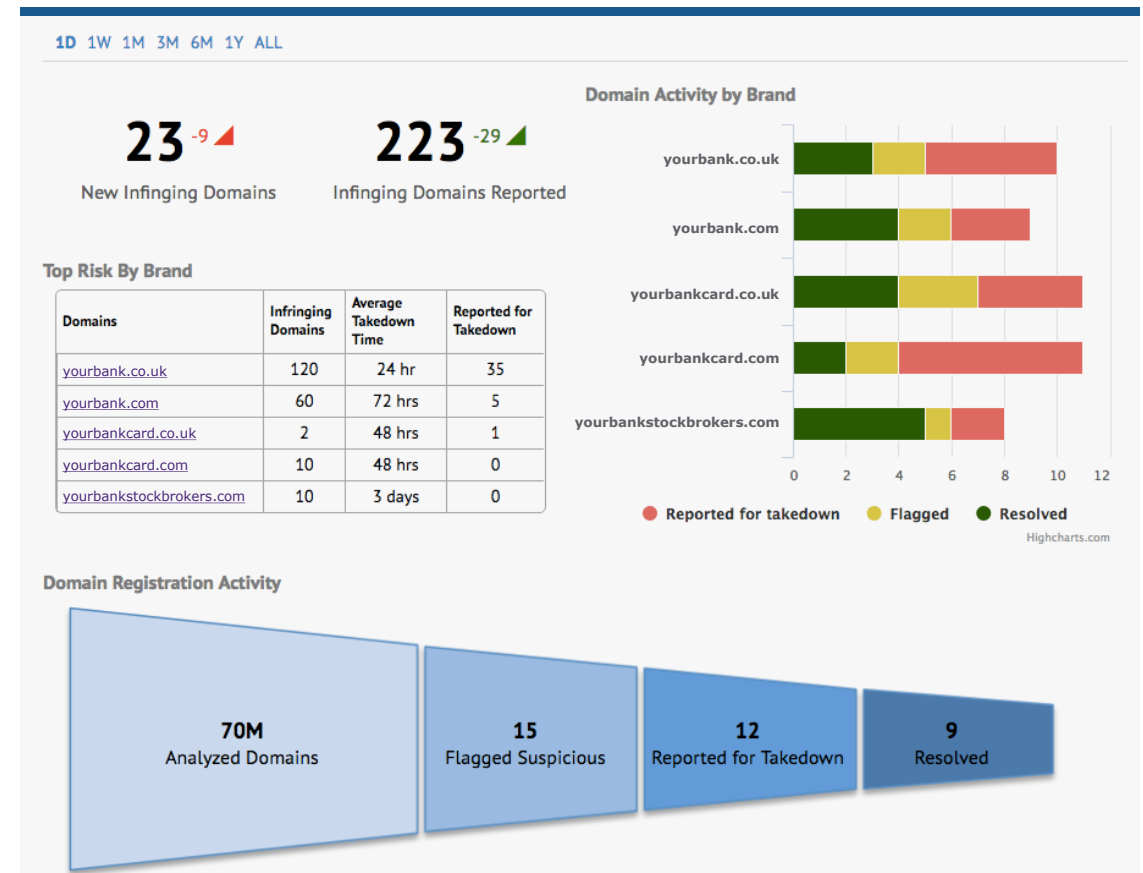 1D 1W 1M 3M 6M 1Y ALL
23 -9
New Infinging Domains
223 -29
Infinging Domains Reported
Top Risk By Brand
Domains Infringing Domains Average Takedown Time Reported for Takedown
yourbank.co.uk 120 24 hr 35
yourbank.com 60 72 hrs 5
yourbankcard.co.uk 2 48 hrs 1
yourbankcard.com 10 48 hrs 0
yourbankstockbrokers.com 10 3 days 0
Domain Activity by Brand
yourbank.co.uk
yourbank.com
yourbankcard.co.uk
yourbankcard.com
yourbankstockbrokers.com
0 2 4 6 8 10 12
Reported for takedown Flagged Resolved
Highcharts.com
Domain Registration Activity
70M
Analyzed Domains
15
Flagged Suspicious
12
Reported for Takedown
9
Resolved